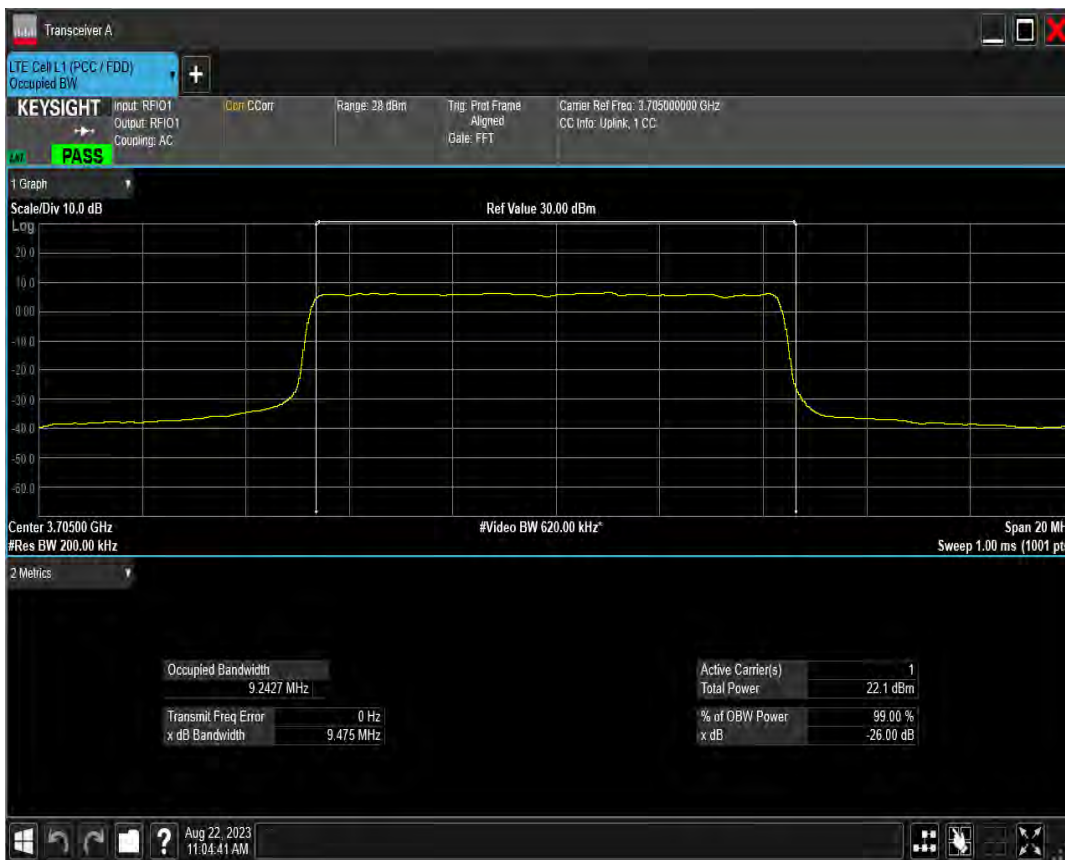 Transceiver A
LTE Cell L1 (PCC / FDD)
Occupied BW
+
KEYSIGHT
PASS
Input: RFIO1
Output: RFIO1
Coupling: AC
Corr CCorr
Range: 28 dBm
Trig: Prot Frame
Aligned
Gate: FFT
Carrier Ref Freq: 3.705000000 GHz
CC Info: Uplink, 1 CC
1 Graph
Scale/Div 10.0 dB
Ref Value 30.00 dBm
Log
20.0
10.0
0.00
-10.0
-20.0
-30.0
-40.0
-50.0
-60.0
Center 3.70500 GHz
#Video BW 620.00 kHz*
Span 20 MH
#Res BW 200.00 kHz
Sweep 1.00 ms (1001 pt
2 Metrics
Occupied Bandwidth
9.2427 MHz
Transmit Freq Error 0 Hz
x dB Bandwidth 9.475 MHz
Active Carrier(s) 1
Total Power 22.1 dBm
% of OBW Power 99.00 %
x dB -26.00 dB
?
Aug 22, 2023
11:04:41 AM